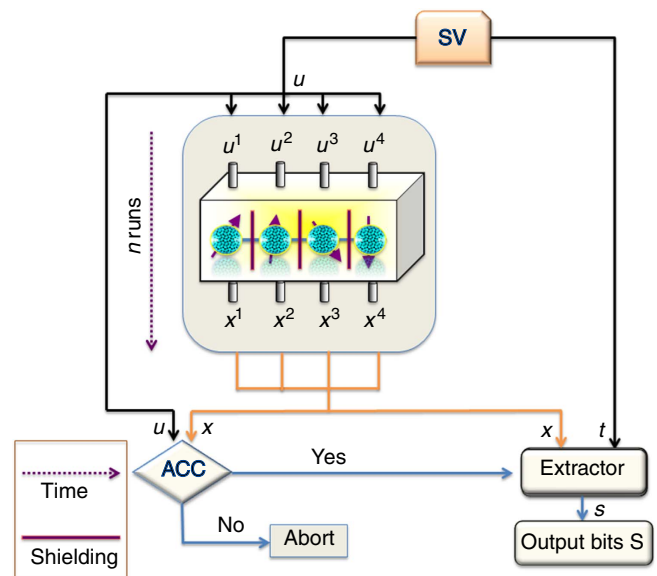 SV
u
u¹ u² u³ u⁴
n runs
x¹ x² x³ x⁴
u x x t
ACC Yes Extractor
Time
s
No Abort Output bits S
Shielding